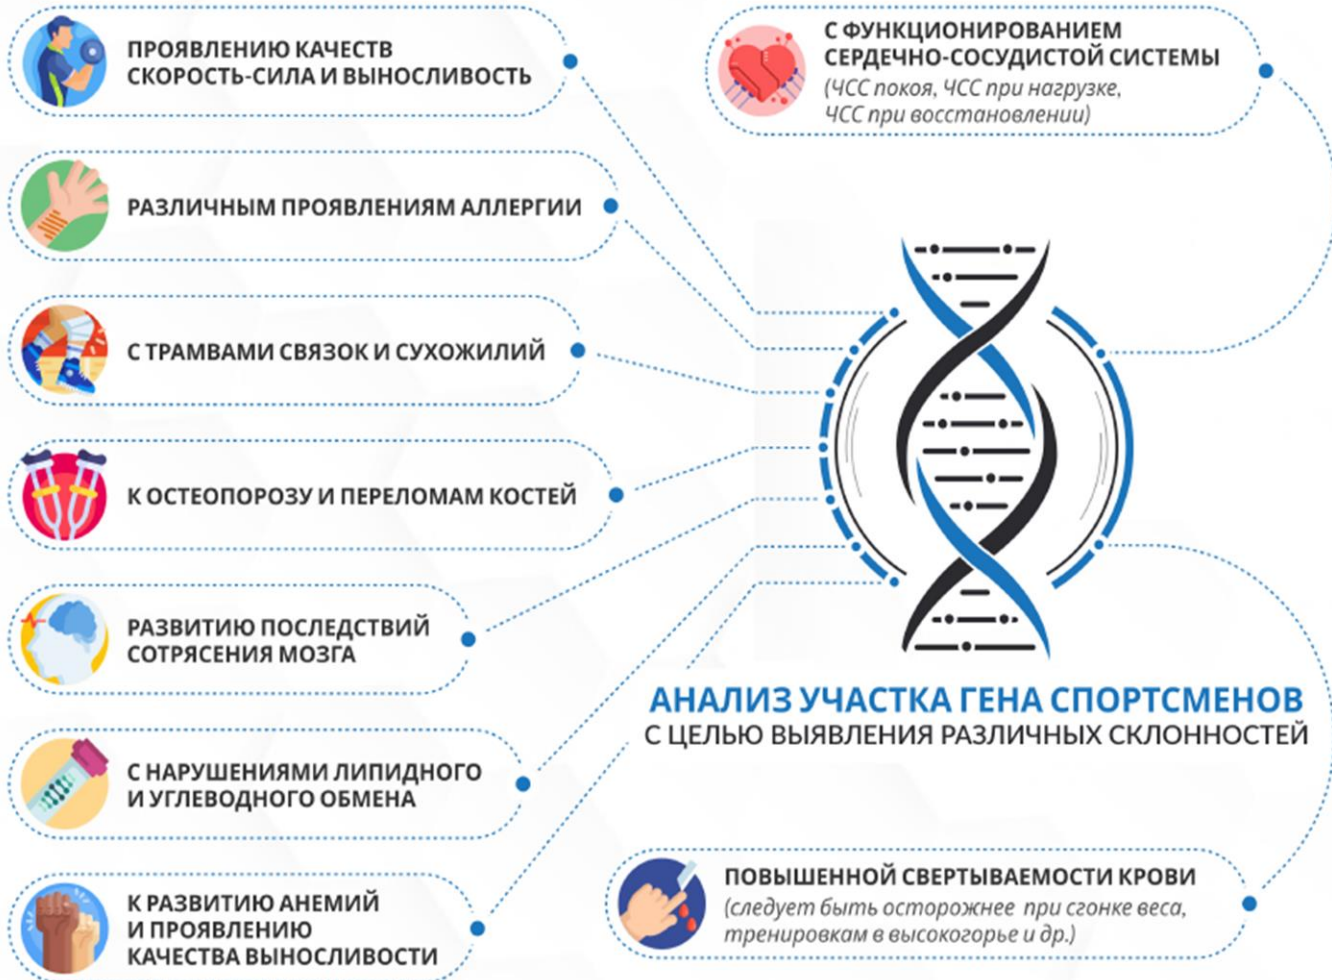 ПРОЯВЛЕНИЮ КАЧЕСТВ
СКОРОСТЬ-СИЛА И ВЫНОСЛИВОСТЬ
РАЗЛИЧНЫМ ПРОЯВЛЕНИЯМ АЛЛЕРГИИ
С ТРАМВАМИ СВЯЗОК И СУХОЖИЛИЙ
К ОСТЕОПОРОЗУ И ПЕРЕЛОМАМ КОСТЕЙ
РАЗВИТИЮ ПОСЛЕДСТВИЙ
СОТРЯСЕНИЯ МОЗГА
С НАРУШЕНИЯМИ ЛИПИДНОГО
И УГЛЕВОДНОГО ОБМЕНА
К РАЗВИТИЮ АНЕМИЙ
И ПРОЯВЛЕНИЮ
КАЧЕСТВА ВЫНОСЛИВОСТИ
С ФУНКЦИОНИРОВАНИЕМ
СЕРДЕЧНО-СОСУДИСТОЙ СИСТЕМЫ
(ЧСС покоя, ЧСС при нагрузке,
ЧСС при восстановлении)
АНАЛИЗ УЧАСТКА ГЕНА СПОРТСМЕНОВ
С ЦЕЛЬЮ ВЫЯВЛЕНИЯ РАЗЛИЧНЫХ СКЛОННОСТЕЙ
ПОВЫШЕННОЙ СВЕРТЫВАЕМОСТИ КРОВИ
(следует быть осторожнее при сгонке веса,
тренировкам в высокогорье и др.)